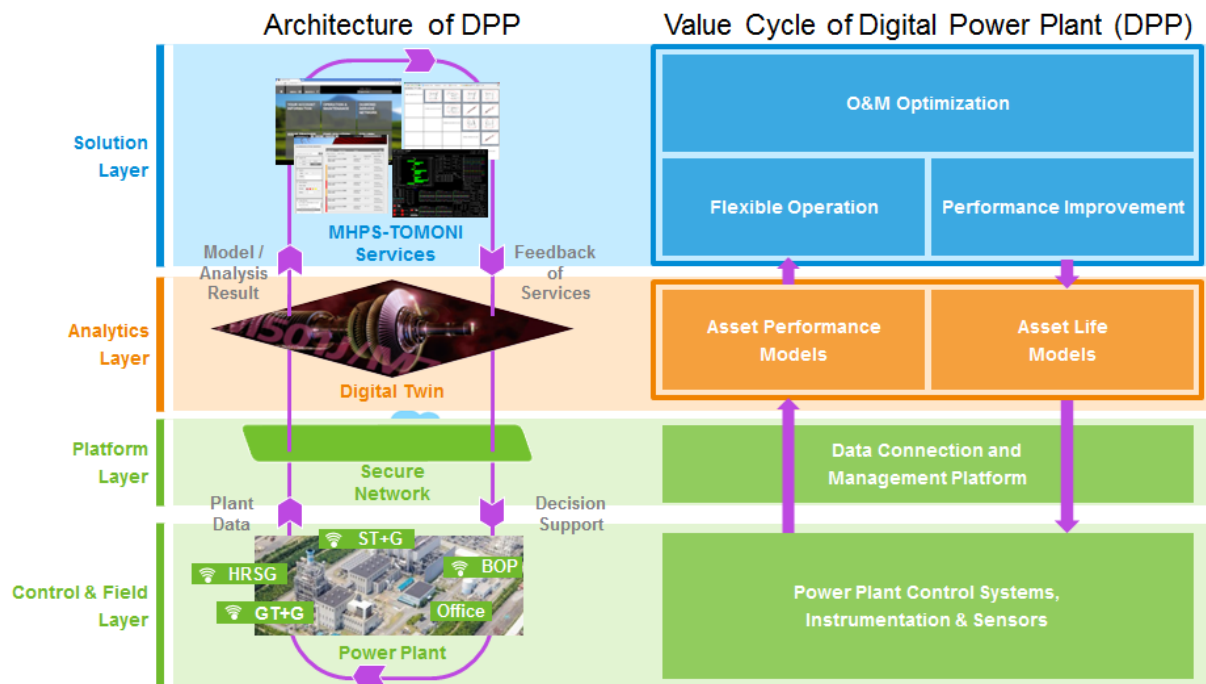 Architecture of DPP
Value Cycle of Digital Power Plant (DPP)
Solution
Layer
MHPS-TOMONI
Services
Model /
Analysis
Result
Feedback
of
Services
O&M Optimization
Flexible Operation
Performance Improvement
Analytics
Layer
Digital Twin
Asset Performance
Models
Asset Life
Models
Platform
Layer
Secure
Network
Plant
Data
Decision
Support
Data Connection and
Management Platform
Control & Field
Layer
ST+G
HRSG
BOP
GT+G
Office
Power Plant
Power Plant Control Systems,
Instrumentation & Sensors